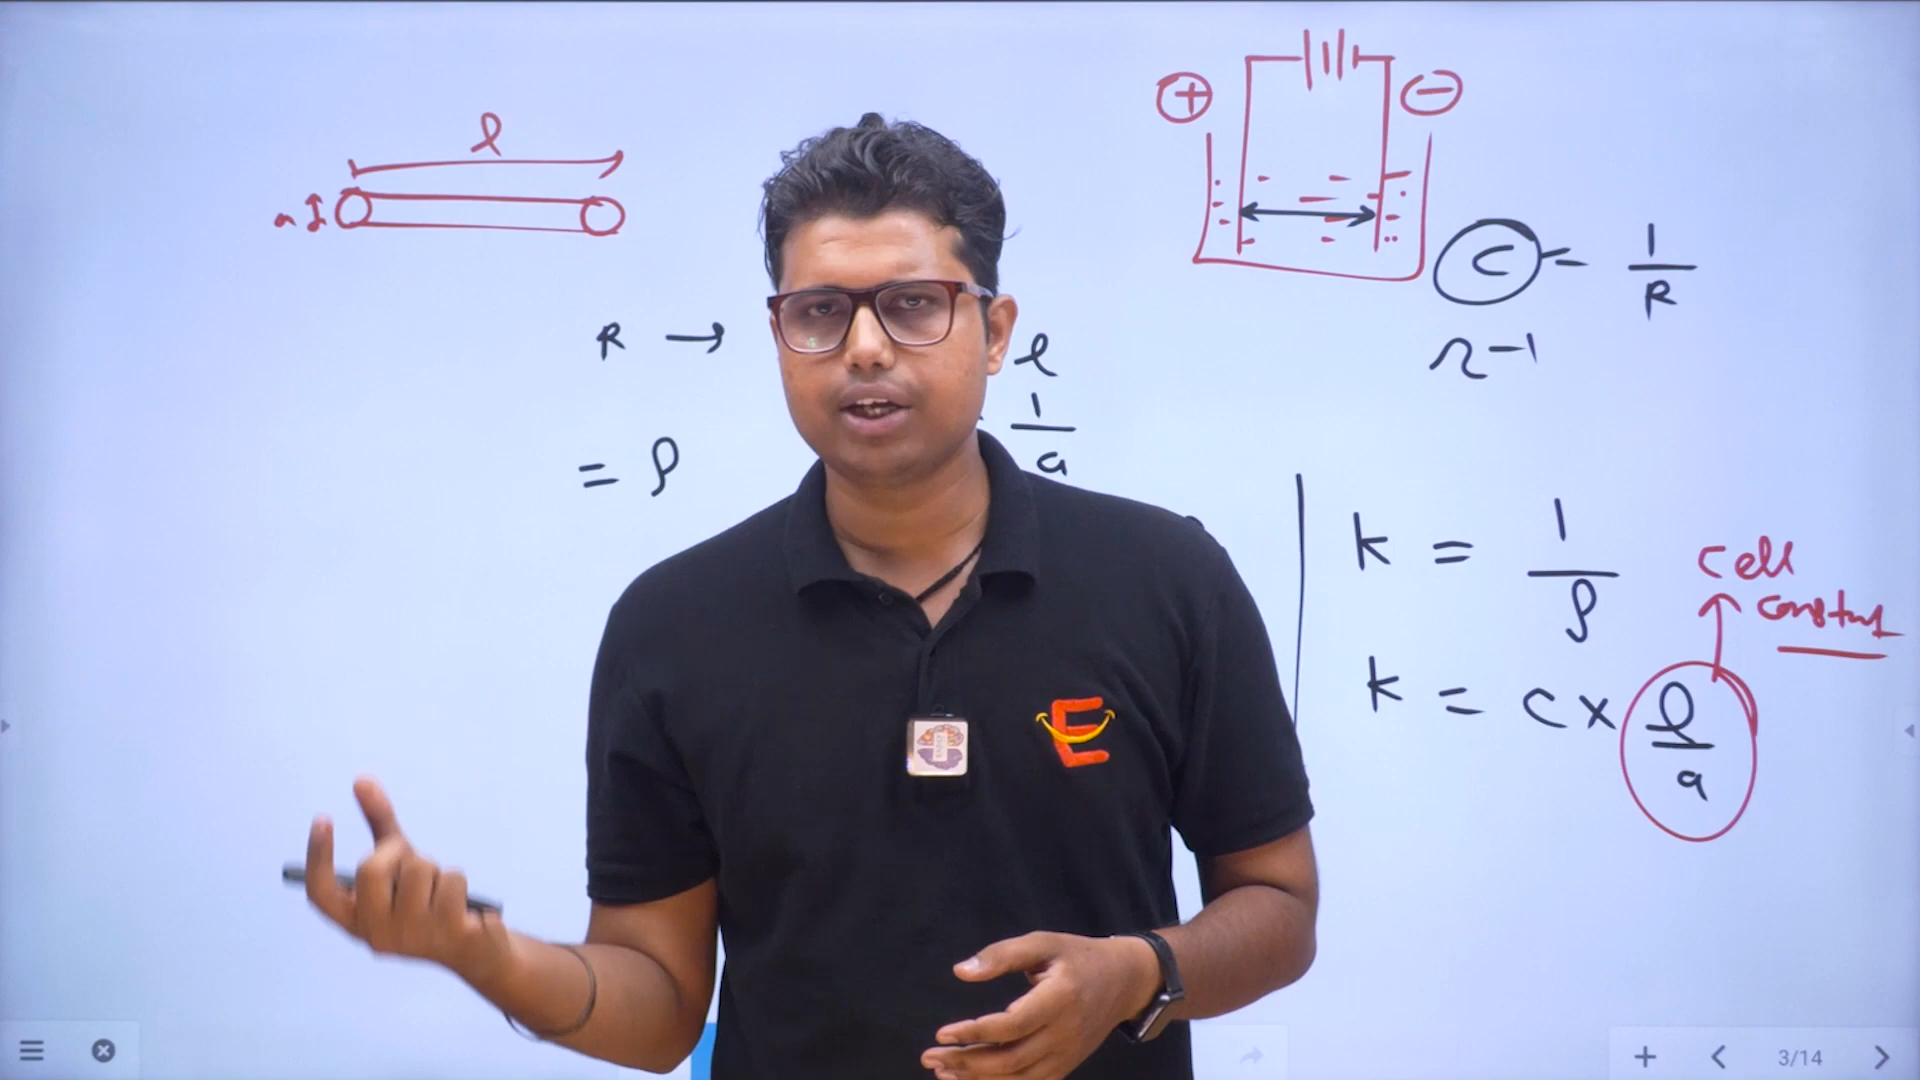 l
a
+
-
C = 1/R
Ω-1
R → l
1/a
= ρ
k = 1/ρ
Cell
constant
k = C x l/a
E
3/14